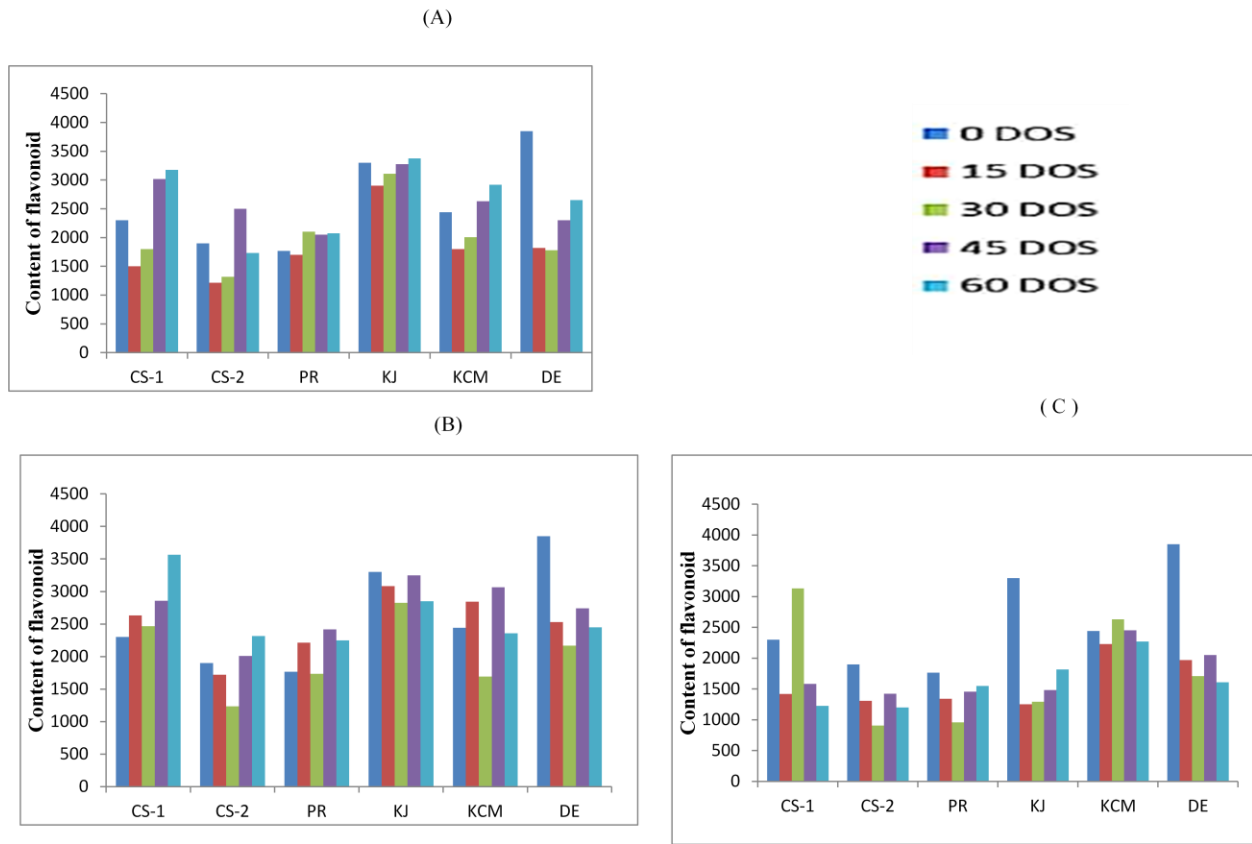 (A)
Content of flavonoid
4500
4000
3500
3000
2500
2000
1500
1000
500
0
CS-1 CS-2 PR KJ KCM DE
0 DOS
15 DOS
30 DOS
45 DOS
60 DOS
(B)
Content of flavonoid
4500
4000
3500
3000
2500
2000
1500
1000
500
0
CS-1 CS-2 PR KJ KCM DE
( C )
Content of flavonoid
4500
4000
3500
3000
2500
2000
1500
1000
500
0
CS-1 CS-2 PR KJ KCM DE